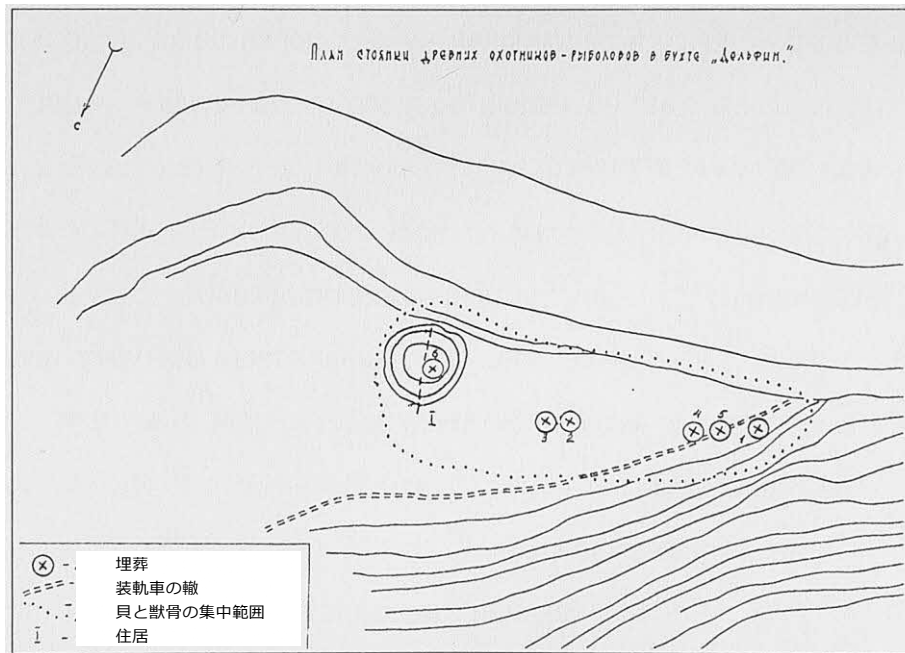 План стоянки древних охотников-рыболовов в бухте „Дельфин."
с
6
I
3 2
4 5 1
埋葬
装軌車の轍
貝と獣骨の集中範囲
I - 住居